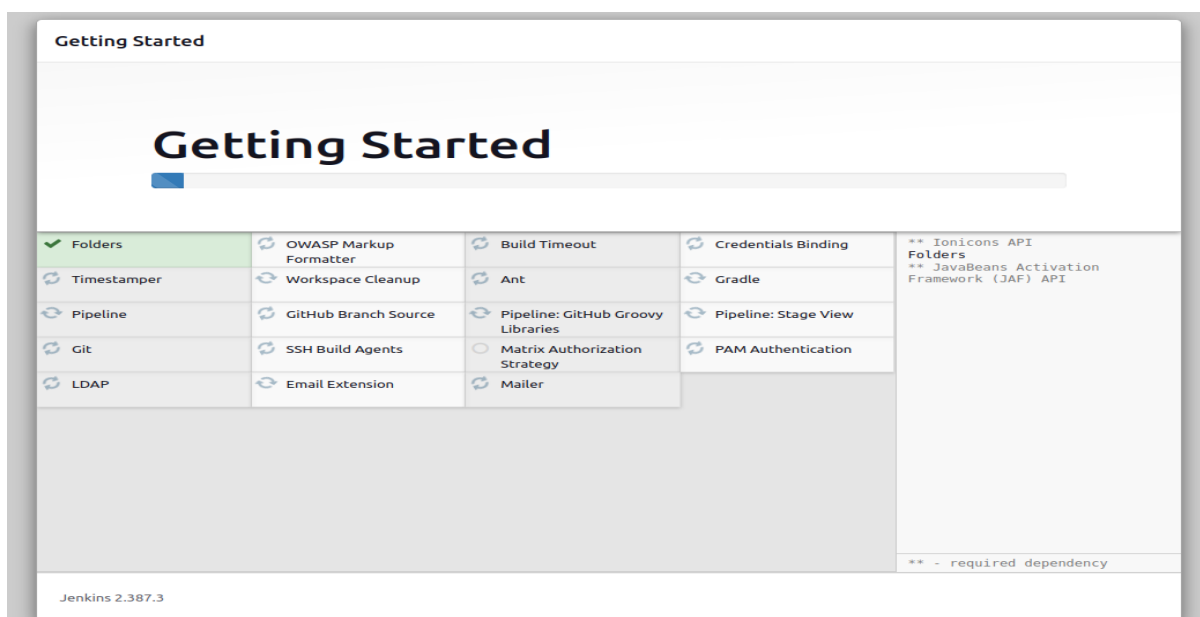 Getting Started
Getting Started
Folders
OWASP Markup
Formatter
Build Timeout
Credentials Binding
Timestamper
Workspace Cleanup
Ant
Gradle
Pipeline
GitHub Branch Source
Pipeline: GitHub Groovy
Libraries
Pipeline: Stage View
Git
SSH Build Agents
Matrix Authorization
Strategy
PAM Authentication
LDAP
Email Extension
Mailer
** Ionicons API
Folders
** JavaBeans Activation
Framework (JAF) API
** - required dependency
Jenkins 2.387.3